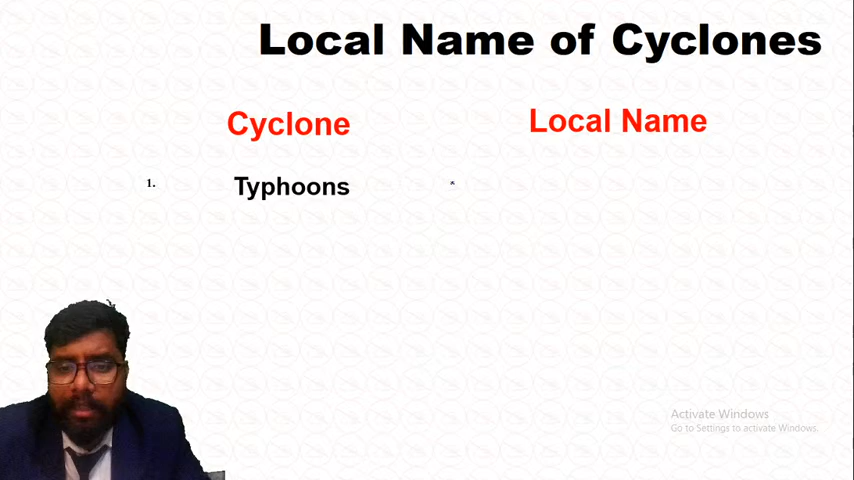 Local Name of Cyclones
Cyclone Local Name
1. Typhoons *
Activate Windows
Go to Settings to activate Windows.